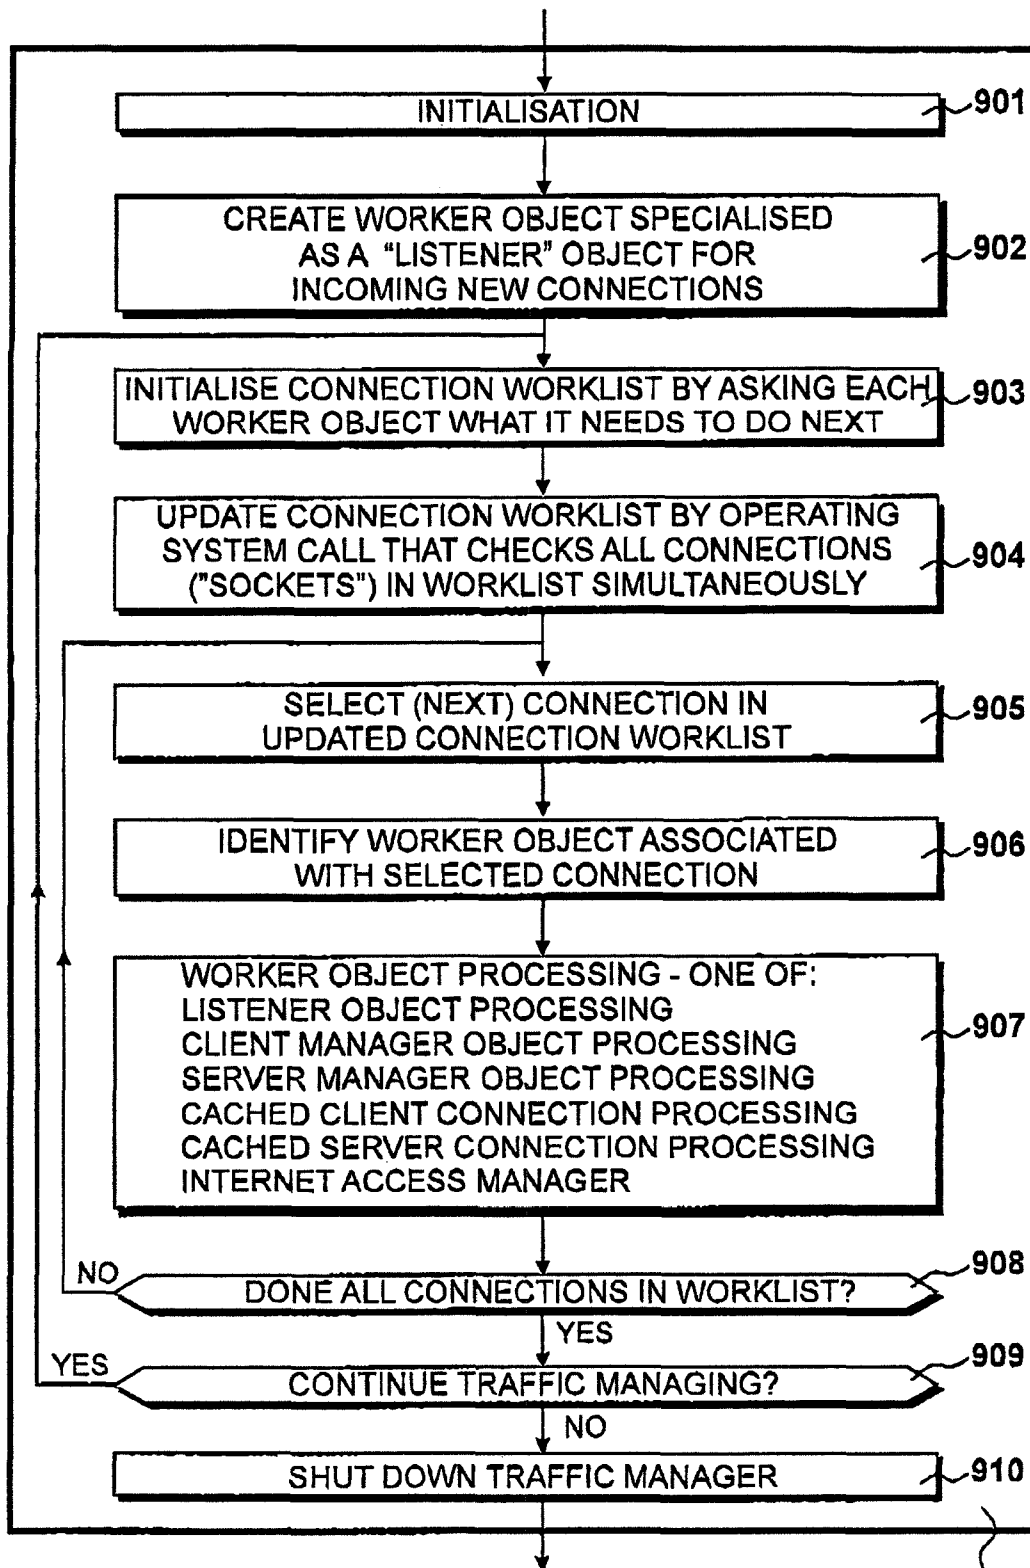 INITIALISATION
901
CREATE WORKER OBJECT SPECIALISED
AS A "LISTENER" OBJECT FOR
INCOMING NEW CONNECTIONS
902
INITIALISE CONNECTION WORKLIST BY ASKING EACH
WORKER OBJECT WHAT IT NEEDS TO DO NEXT
903
UPDATE CONNECTION WORKLIST BY OPERATING
SYSTEM CALL THAT CHECKS ALL CONNECTIONS
("SOCKETS") IN WORKLIST SIMULTANEOUSLY
904
SELECT (NEXT) CONNECTION IN
UPDATED CONNECTION WORKLIST
905
IDENTIFY WORKER OBJECT ASSOCIATED
WITH SELECTED CONNECTION
906
WORKER OBJECT PROCESSING - ONE OF:
LISTENER OBJECT PROCESSING
CLIENT MANAGER OBJECT PROCESSING
SERVER MANAGER OBJECT PROCESSING
CACHED CLIENT CONNECTION PROCESSING
CACHED SERVER CONNECTION PROCESSING
INTERNET ACCESS MANAGER
907
NO
DONE ALL CONNECTIONS IN WORKLIST?
908
YES
YES
CONTINUE TRAFFIC MANAGING?
909
NO
SHUT DOWN TRAFFIC MANAGER
910